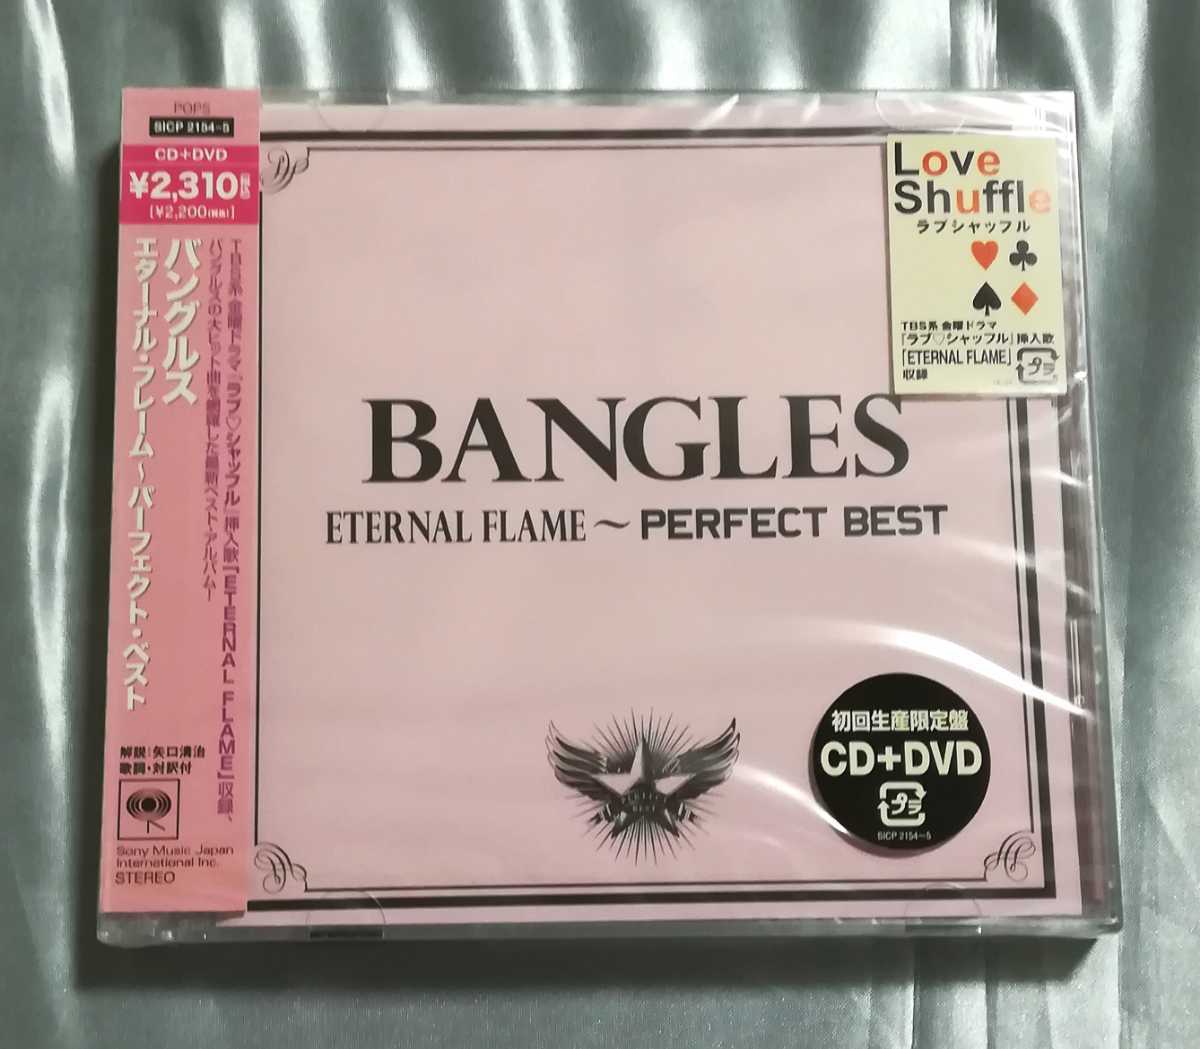 POPS
SICP 2154~5
CD+DVD
¥2,310
[¥2,200(税抜)]
TBS系 金曜ドラマ「ラブ♡シャッフル」挿入歌「ETERNAL FLAME」収録、
バングルスの大ヒット曲を網羅した最新ベスト・アルバム!
バングルス
エターナル・フレーム~パーフェクト・ベスト
解説:矢口清治
歌詞・対訳付
Sony Music Japan
International Inc.
STEREO
Love
Shuffle
ラブシャッフル
TBS系 金曜ドラマ
「ラブ♡シャッフル」挿入歌
「ETERNAL FLAME」
収録
プラ
BANGLES
ETERNAL FLAME~PERFECT BEST
初回生産限定盤
CD+DVD
プラ
SICP 2154~5